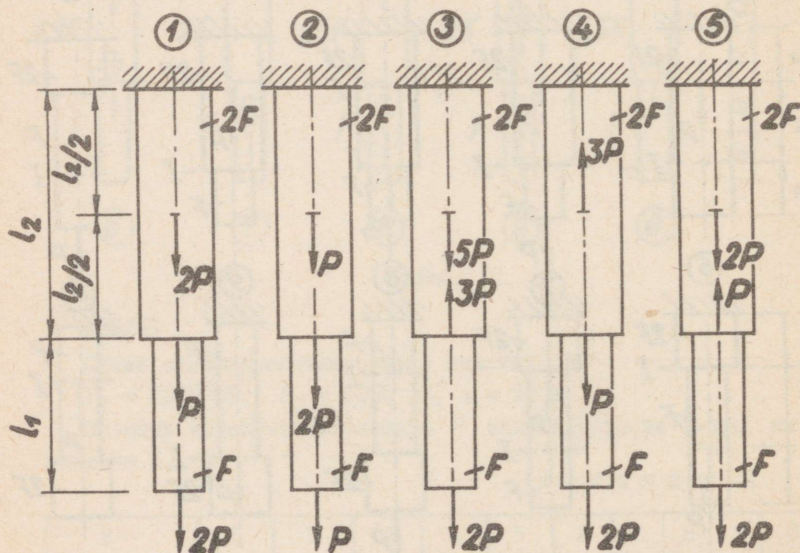 1 2 3 4 5
2F 2F 2F 2F 2F
3P
l₂/2
l₂
l₂/2
2P P 5P 2P
3P P
P 2P P
l₁
F F F F F
2P P 2P 2P 2P